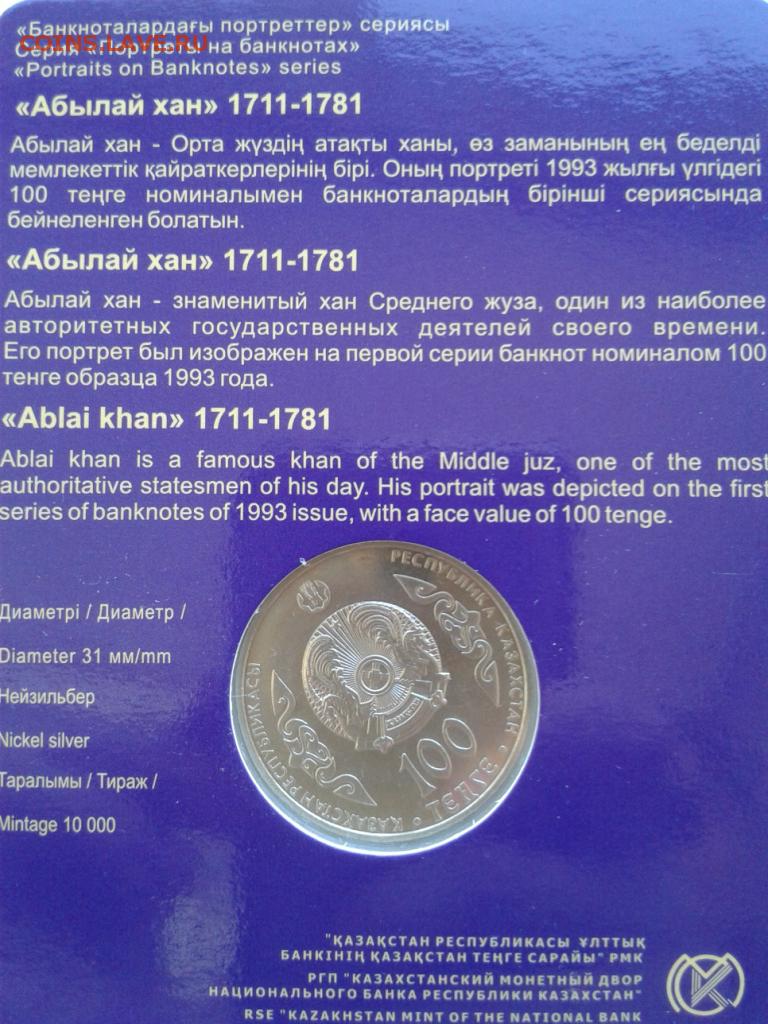 «Банкноталардағы портреттер» сериясы
COINS.LAVE.RU
Серия «Портреты на банкнотах»
«Portraits on Banknotes» series
«Абылай хан» 1711-1781
Абылай хан - Орта жүздің атақты ханы, өз заманының ең беделді
мемлекеттік қайраткерлерінің бірі. Оның портреті 1993 жылғы үлгідегі
100 теңге номиналымен банкноталардың бірінші сериясында
бейнеленген болатын.
«Абылай хан» 1711-1781
Абылай хан - знаменитый хан Среднего жуза, один из наиболее
авторитетных государственных деятелей своего времени.
Его портрет был изображен на первой серии банкнот номиналом 100
тенге образца 1993 года.
«Ablai khan» 1711-1781
Ablai khan is a famous khan of the Middle juz, one of the most
authoritative statesmen of his day. His portrait was depicted on the first
series of banknotes of 1993 issue, with a face value of 100 tenge.
РЕСПУБЛИКА КАЗАХСТАН
ҚАЗАҚСТАН РЕСПУБЛИКАСЫ
100
ТЕҢГЕ
Диаметрі / Диаметр /
Diameter 31 мм/mm
Нейзильбер
Nickel silver
Таралымы / Тираж /
Mintage 10 000
"ҚАЗАҚСТАН РЕСПУБЛИКАСЫ ҰЛТТЫҚ
БАНКІНІҢ ҚАЗАҚСТАН ТЕҢГЕ САРАЙЫ" РМК
РГП "КАЗАХСТАНСКИЙ МОНЕТНЫЙ ДВОР
НАЦИОНАЛЬНОГО БАНКА РЕСПУБЛИКИ КАЗАХСТАН"
RSE "KAZAKHSTAN MINT OF THE NATIONAL BANK